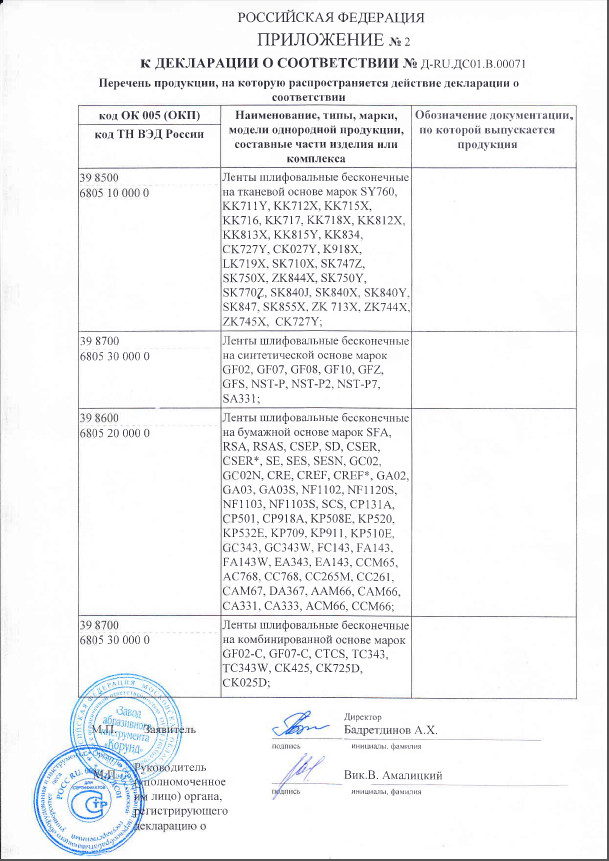 РОССИЙСКАЯ ФЕДЕРАЦИЯ
ПРИЛОЖЕНИЕ № 2
К ДЕКЛАРАЦИИ О СООТВЕТСТВИИ № Д-RU.ДС01.В.00071
Перечень продукции, на которую распространяется действие декларации о
соответствии
код ОК 005 (ОКП)
код ТН ВЭД России
Наименование, типы, марки,
модели однородной продукции,
составные части изделия или
комплекса
Обозначение документации,
по которой выпускается
продукция
39 8500
6805 10 000 0
Ленты шлифовальные бесконечные
на тканевой основе марок SY760,
KK711Y, KK712X, KK715X,
KK716, KK717, KK718X, KK812X,
KK813X, KK815Y, KK834,
CK727Y, CK027Y, K918X,
LK719X, SK710X, SK747Z,
SK750X, ZK844X, SK750Y,
SK770Z, SK840J, SK840X, SK840Y,
SK847, SK855X, ZK 713X, ZK744X,
ZK745X, CK727Y;
39 8700
6805 30 000 0
Ленты шлифовальные бесконечные
на синтетической основе марок
GF02, GF07, GF08, GF10, GFZ,
GFS, NST-P, NST-P2, NST-P7,
SA331;
39 8600
6805 20 000 0
Ленты шлифовальные бесконечные
на бумажной основе марок SFA,
RSA, RSAS, CSEP, SD, CSER,
CSER*, SE, SES, SESN, GC02,
GC02N, CRE, CREF, CREF*, GA02,
GA03, GA03S, NF1102, NF1120S,
NF1103, NF1103S, SCS, CP131A,
CP501, CP918A, KP508E, KP520,
KP532E, KP709, KP911, KP510E,
GC343, GC343W, FC143, FA143,
FA143W, EA343, EA143, CCM65,
AC768, CC768, CC265M, CC261,
CAM67, DA367, AAM66, CAM66,
CA331, CA333, ACM66, CCM66;
39 8700
6805 30 000 0
Ленты шлифовальные бесконечные
на комбинированной основе марок
GF02-C, GF07-C, CTCS, TC343,
TC343W, CK425, CK725D,
CK025D;
«Завод
абразивного
инструмента
«Корунд»
М.П. Заявитель
Директор
Бадретдинов А.Х.
подпись инициалы, фамилия
М.П. Руководитель
(уполномоченное
им лицо) органа,
регистрирующего
декларацию о
Вик.В. Амалицкий
подпись инициалы, фамилия